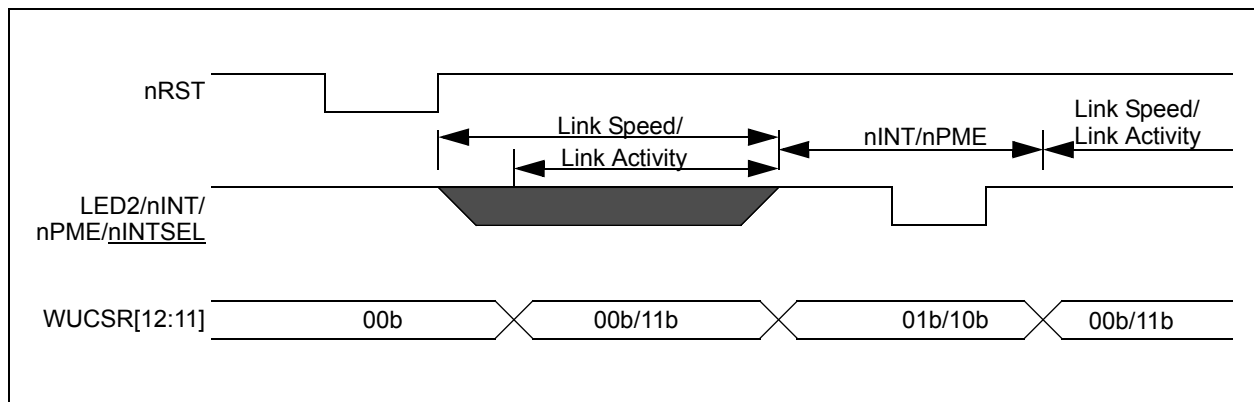 nRST
Link Speed/
Link Activity
nINT/nPME
Link Speed/
Link Activity
LED2/nINT/
nPME/nINTSEL
WUCSR[12:11]
00b
00b/11b
01b/10b
00b/11b